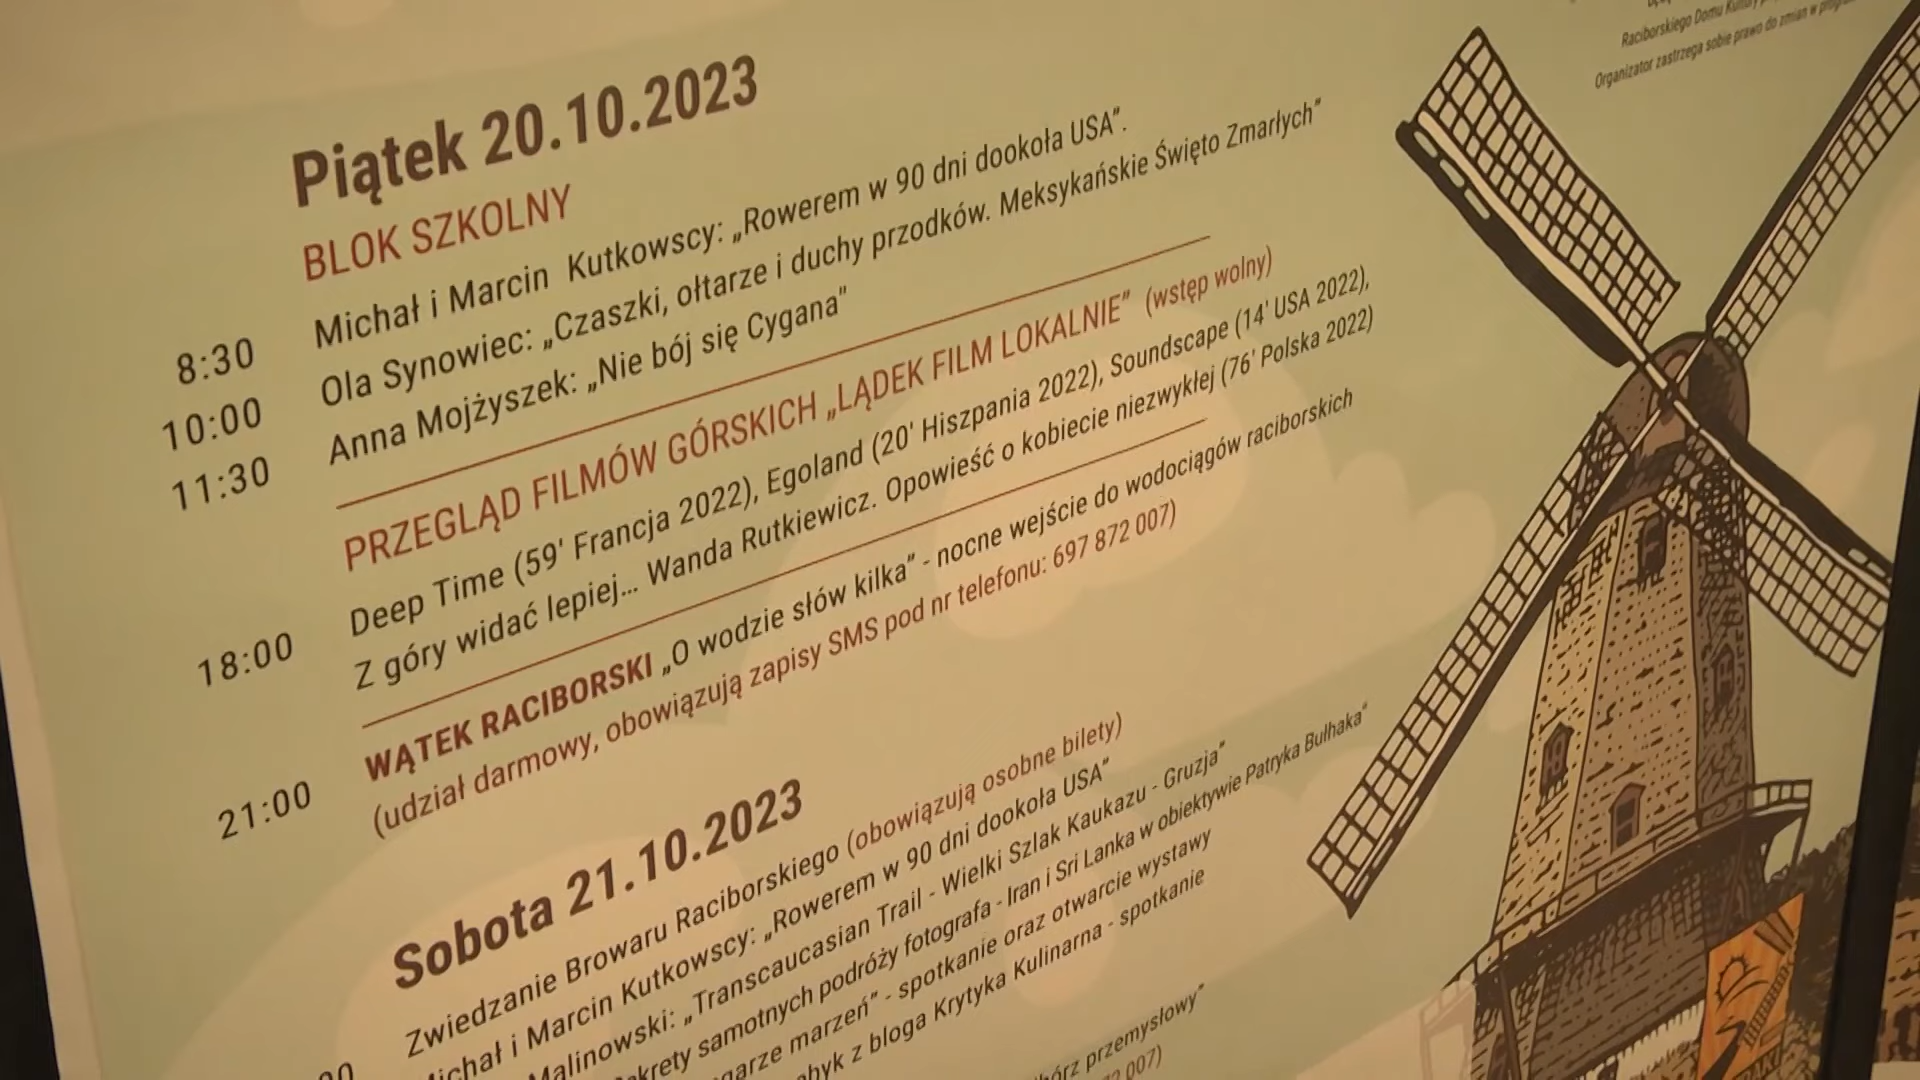 Raciborskiego Domu Kultury
Organizator zastrzega sobie prawo do zmian w
Piątek 20.10.2023
BLOK SZKOLNY
8:30 Michał i Marcin Kutkowscy: „Rowerem w 90 dni dookoła USA”.
10:00 Ola Synowiec: „Czaszki, ołtarze i duchy przodków. Meksykańskie Święto Zmarłych”
11:30 Anna Mojżyszek: „Nie bój się Cygana”
PRZEGLĄD FILMÓW GÓRSKICH „LĄDEK FILM LOKALNIE” (wstęp wolny)
18:00 Deep Time (59' Francja 2022), Egoland (20' Hiszpania 2022), Soundscape (14' USA 2022),
Z góry widać lepiej... Wanda Rutkiewicz. Opowieść o kobiecie niezwykłej (76' Polska 2022)
21:00 WĄTEK RACIBORSKI „O wodzie słów kilka” - nocne wejście do wodociągów raciborskich
(udział darmowy, obowiązują zapisy SMS pod nr telefonu: 697 872 007)
Sobota 21.10.2023
Zwiedzanie Browaru Raciborskiego (obowiązują osobne bilety)
i Marcin Kutkowscy: „Rowerem w 90 dni dookoła USA”
Malinowski: „Transcaucasian Trail - Wielki Szlak Kaukazu - Gruzja”
samotnych podróży fotografa - Iran i Sri Lanka w obiektywie Patryka Bułhaka”
marzeń” - spotkanie oraz otwarcie wystawy
z bloga Krytyka Kulinarna - spotkanie
przemysłowy”
007)